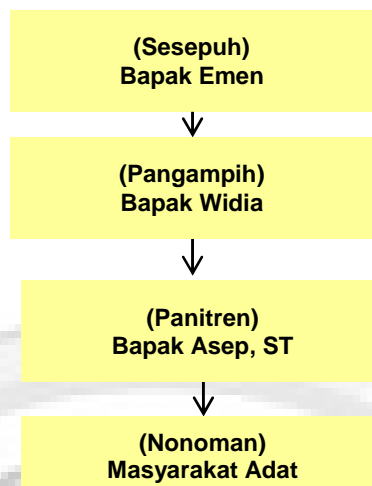 (Sesepuh)
Bapak Emen
(Pangampih)
Bapak Widia
(Panitren)
Bapak Asep, ST
(Nonoman)
Masyarakat Adat